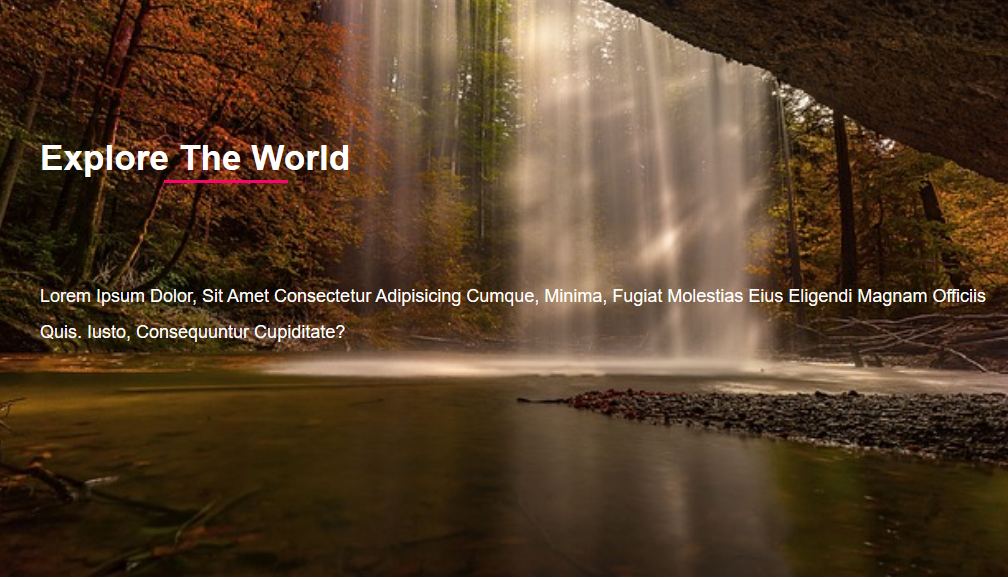 Explore The World
Lorem Ipsum Dolor, Sit Amet Consectetur Adipisicing Cumque, Minima, Fugiat Molestias Eius Eligendi Magnam Officiis
Quis. Iusto, Consequuntur Cupiditate?